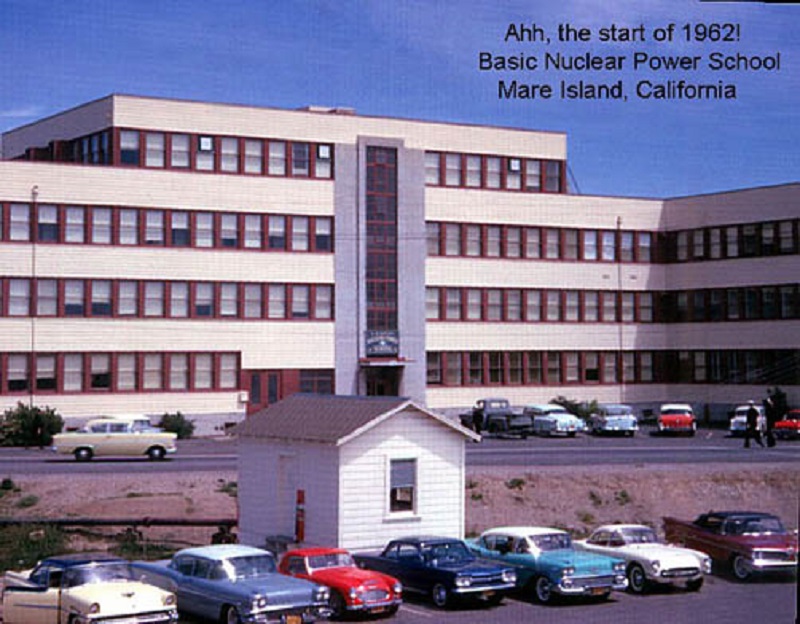 Ahh, the start of 1962!
Basic Nuclear Power School
Mare Island, California